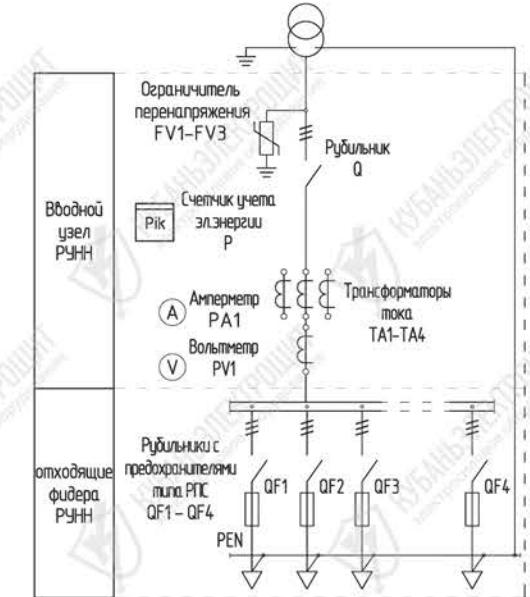 Ограничитель
перенапряжения
FV1-FV3
Рубильник
Q
Вводной
узел
РУНН
Pik
Счетчик учета
эл.энергии
P
A
Амперметр
PA1
Трансформаторы
тока
TA1-TA4
V
Вольтметр
PV1
отходящие
фидера
РУНН
Рубильники с
предохранителями
типа РПС
QF1 - QF4
QF1
QF2
QF3
QF4
PEN
КУБАНЬЭЛЕКТРОЩИТ